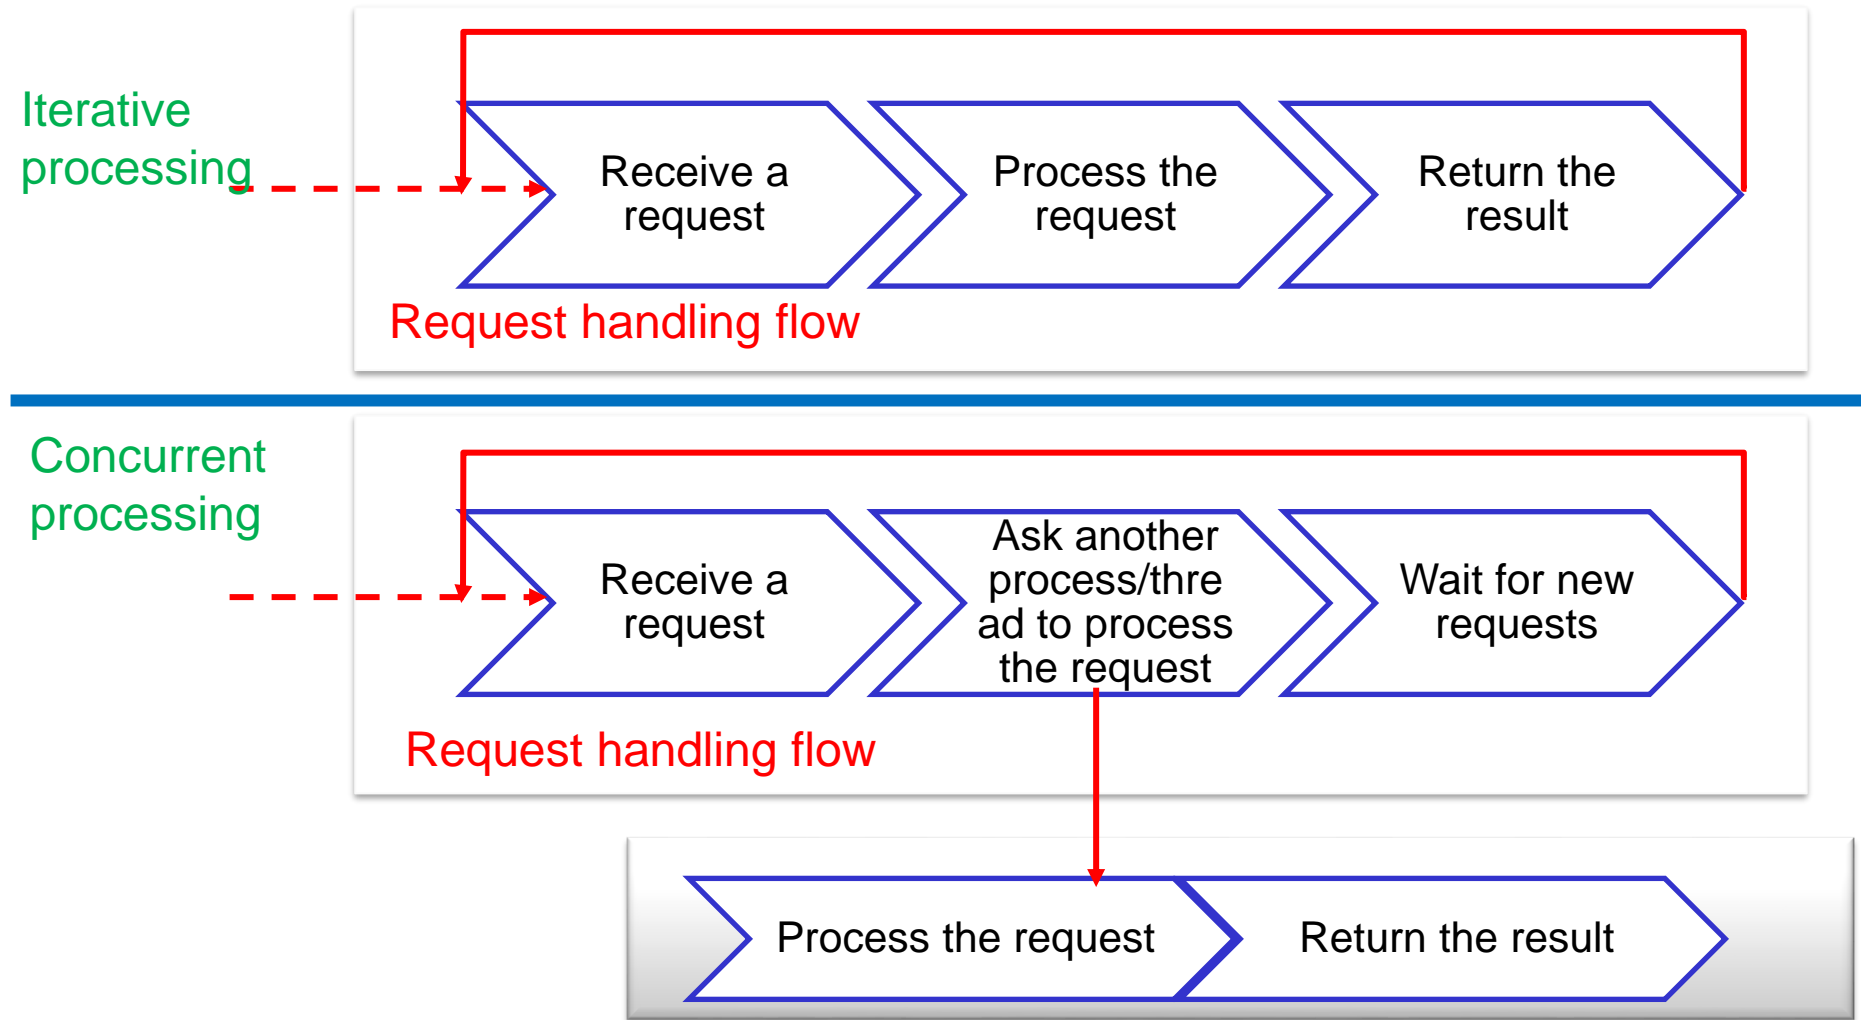 Iterative
processing
Receive a
request
Process the
request
Return the
result
Request handling flow
Concurrent
processing
Receive a
request
Ask another
process/thre
ad to process
the request
Wait for new
requests
Request handling flow
Process the request
Return the result